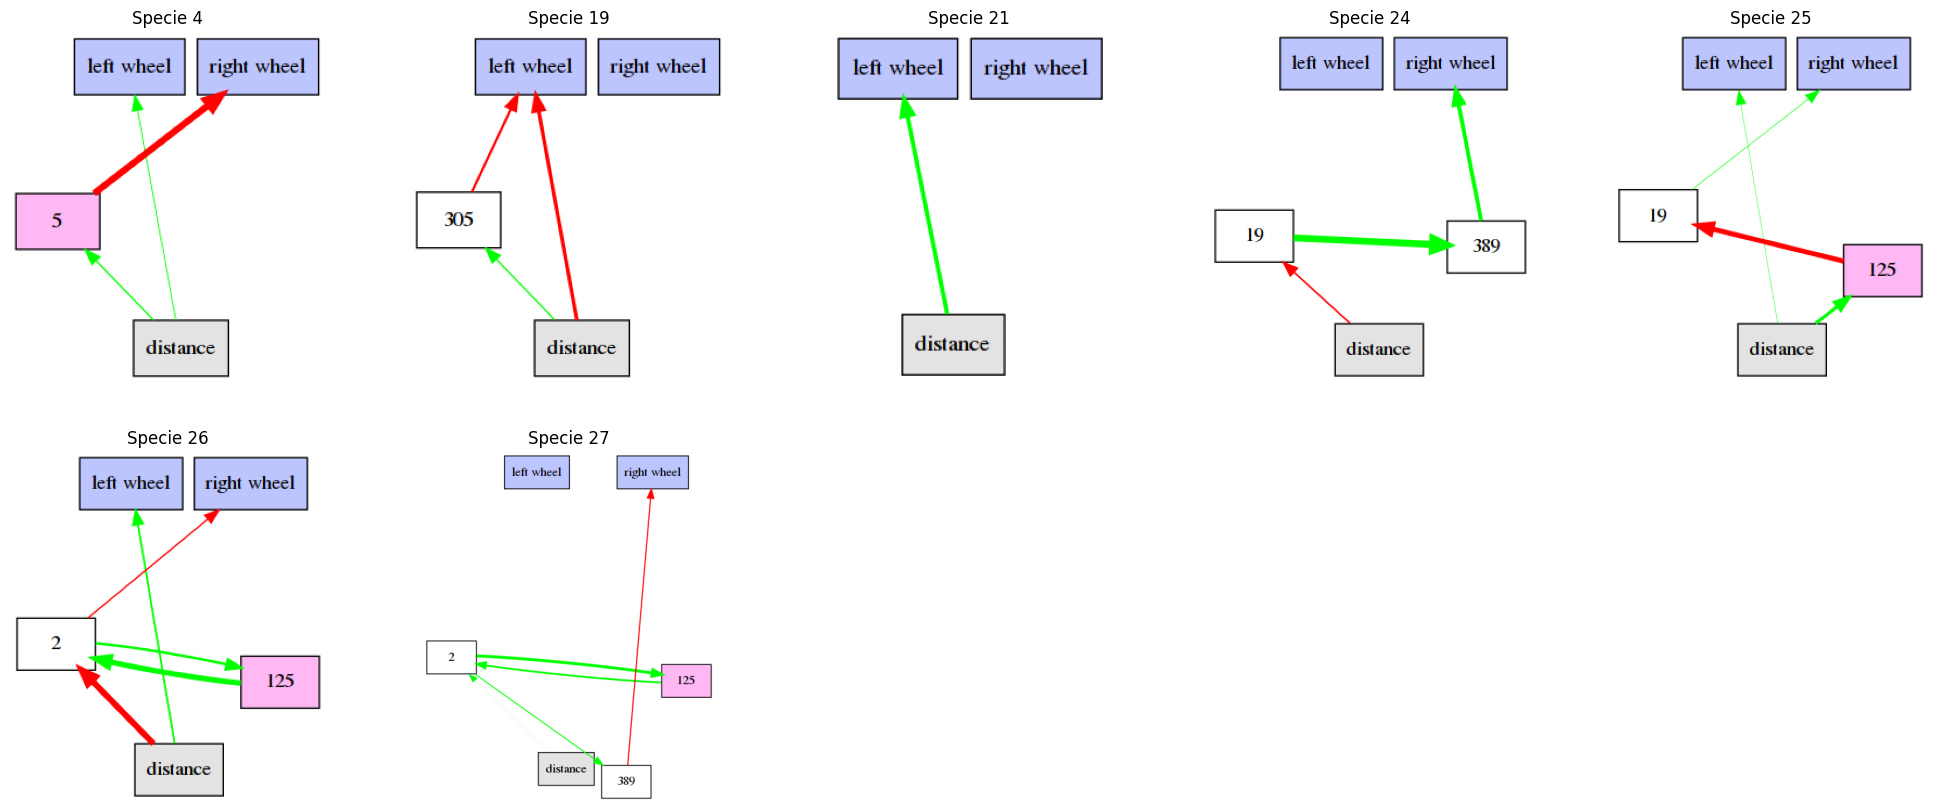 Specie 4
left wheel
right wheel
5
distance
Specie 19
left wheel
right wheel
305
distance
Specie 21
left wheel
right wheel
distance
Specie 24
left wheel
right wheel
19
389
distance
Specie 25
left wheel
right wheel
19
125
distance
Specie 26
left wheel
right wheel
2
125
distance
Specie 27
left wheel
right wheel
2
125
distance
389